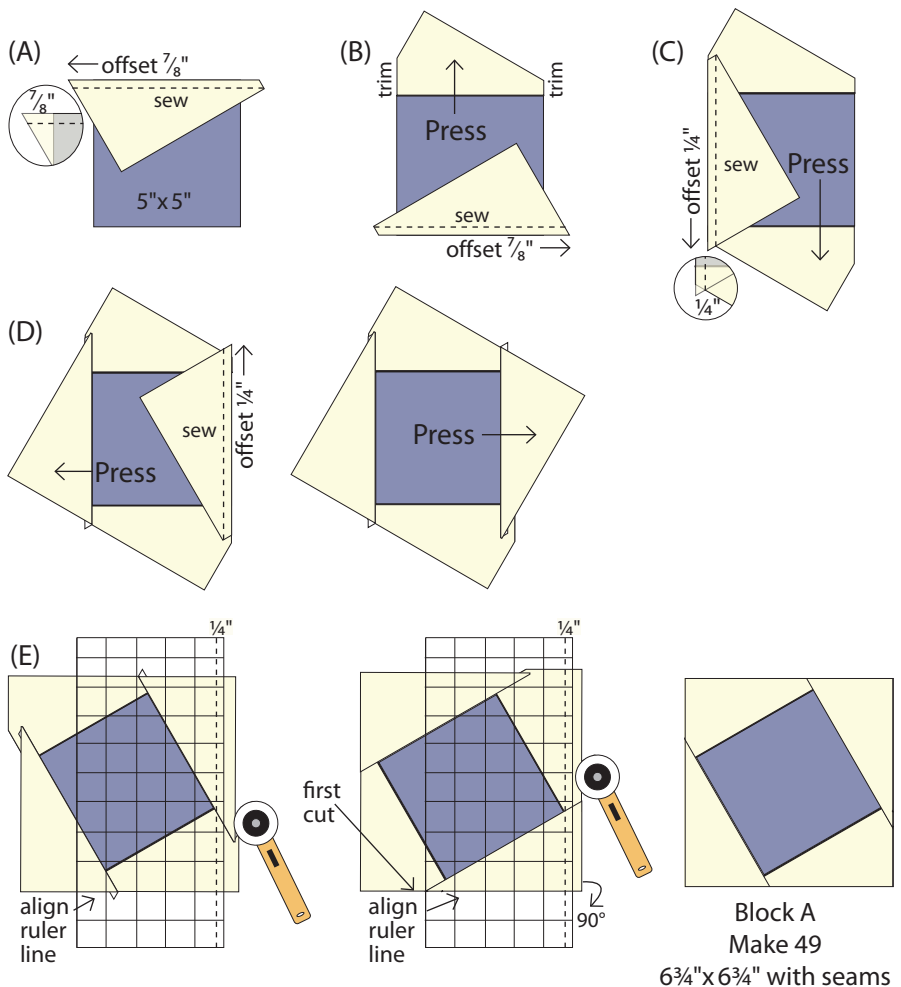 (A)
offset ⅞"
⅞"
sew
5"x 5"
(B)
trim
trim
Press
sew
offset ⅞"
(C)
offset ¼"
sew
Press
¼"
(D)
Press
sew
offset ¼"
Press
(E)
¼"
align
ruler
line
¼"
first
cut
align
ruler
line
90°
Block A
Make 49
6¾"x 6¾" with seams